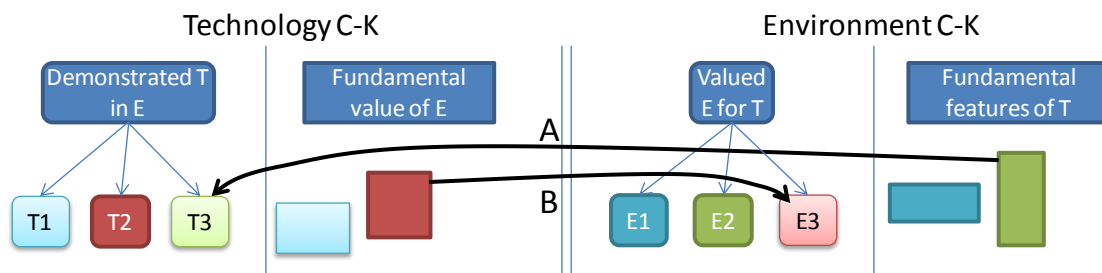 Technology C-K
Environment C-K
Demonstrated T
in E
Fundamental
value of E
Valued
E for T
Fundamental
features of T
A
B
T1
T2
T3
E1
E2
E3